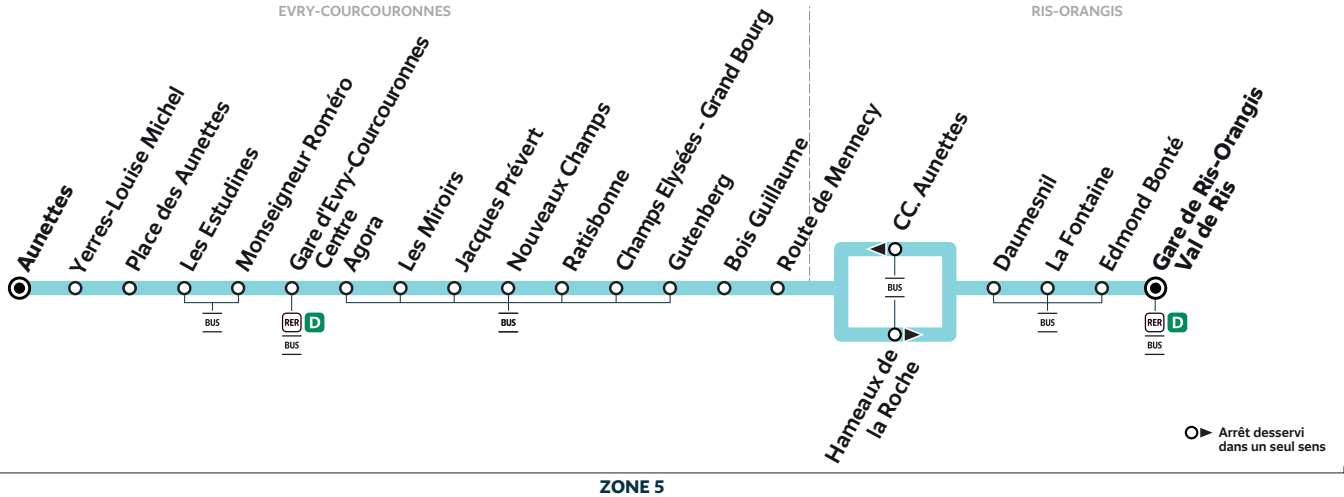 EVRY-COURCOURONNES
RIS-ORANGIS
Aunettes
Yerres-Louise Michel
Place des Aunettes
Les Estudines
Monseigneur Roméro
Gare d'Evry-Courcouronnes
Centre
Agora
Les Miroirs
Jacques Prévert
Nouveaux Champs
Ratisbonne
Champs Elysées - Grand Bourg
Gutenberg
Bois Guillaume
Route de Mennecy
CC. Aunettes
Hameaux de
la Roche
Daumesnil
La Fontaine
Edmond Bonté
Gare de Ris-Orangis
Val de Ris
BUS
RER D
BUS
BUS
BUS
BUS
RER D
BUS
Arrêt desservi
dans un seul sens
ZONE 5